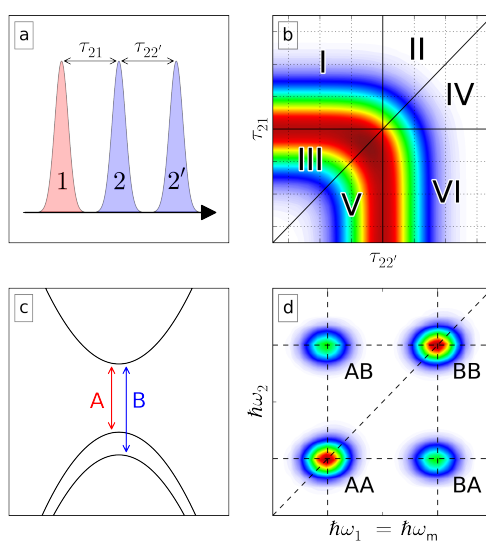 a
τ₂₁ τ₂₂′
1 2 2′
b
I II
IV
III
V VI
τ₂₁
τ₂₂′
c
A B
d
AB BB
AA BA
ℏω₂
ℏω₁ = ℏωₘ